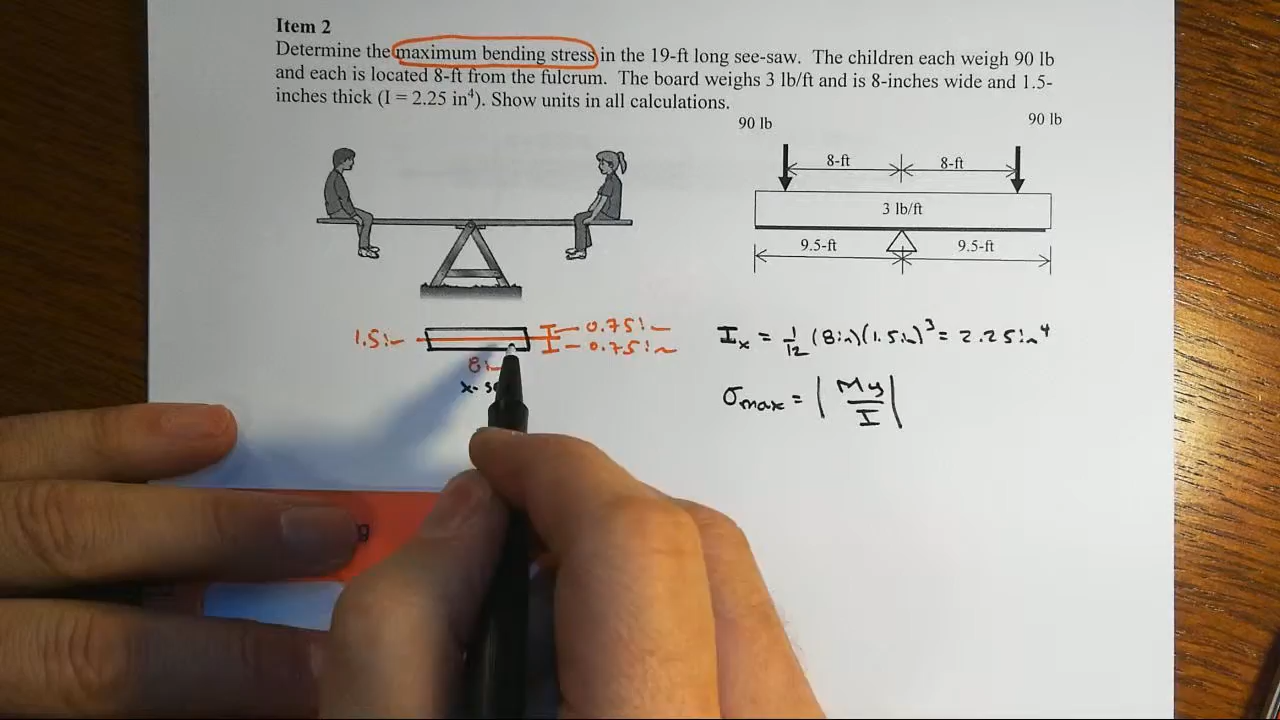 Item 2
Determine the maximum bending stress in the 19-ft long see-saw. The children each weigh 90 lb
and each is located 8-ft from the fulcrum. The board weighs 3 lb/ft and is 8-inches wide and 1.5-
inches thick (I = 2.25 in⁴). Show units in all calculations.
90 lb
90 lb
8-ft
8-ft
3 lb/ft
9.5-ft
9.5-ft
1.5in
0.75in
0.75in
8in
Ix = 1/12 (8in)(1.5in)³ = 2.25in⁴
σmax = | My/I |